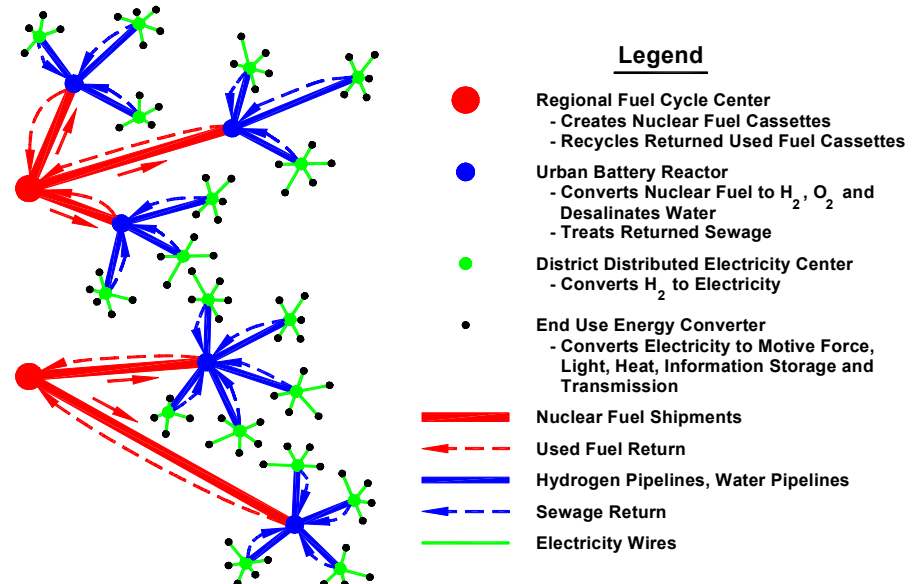 Legend
Regional Fuel Cycle Center
- Creates Nuclear Fuel Cassettes
- Recycles Returned Used Fuel Cassettes
Urban Battery Reactor
- Converts Nuclear Fuel to H2, O2 and
Desalinates Water
- Treats Returned Sewage
District Distributed Electricity Center
- Converts H2 to Electricity
End Use Energy Converter
- Converts Electricity to Motive Force,
Light, Heat, Information Storage and
Transmission
Nuclear Fuel Shipments
Used Fuel Return
Hydrogen Pipelines, Water Pipelines
Sewage Return
Electricity Wires